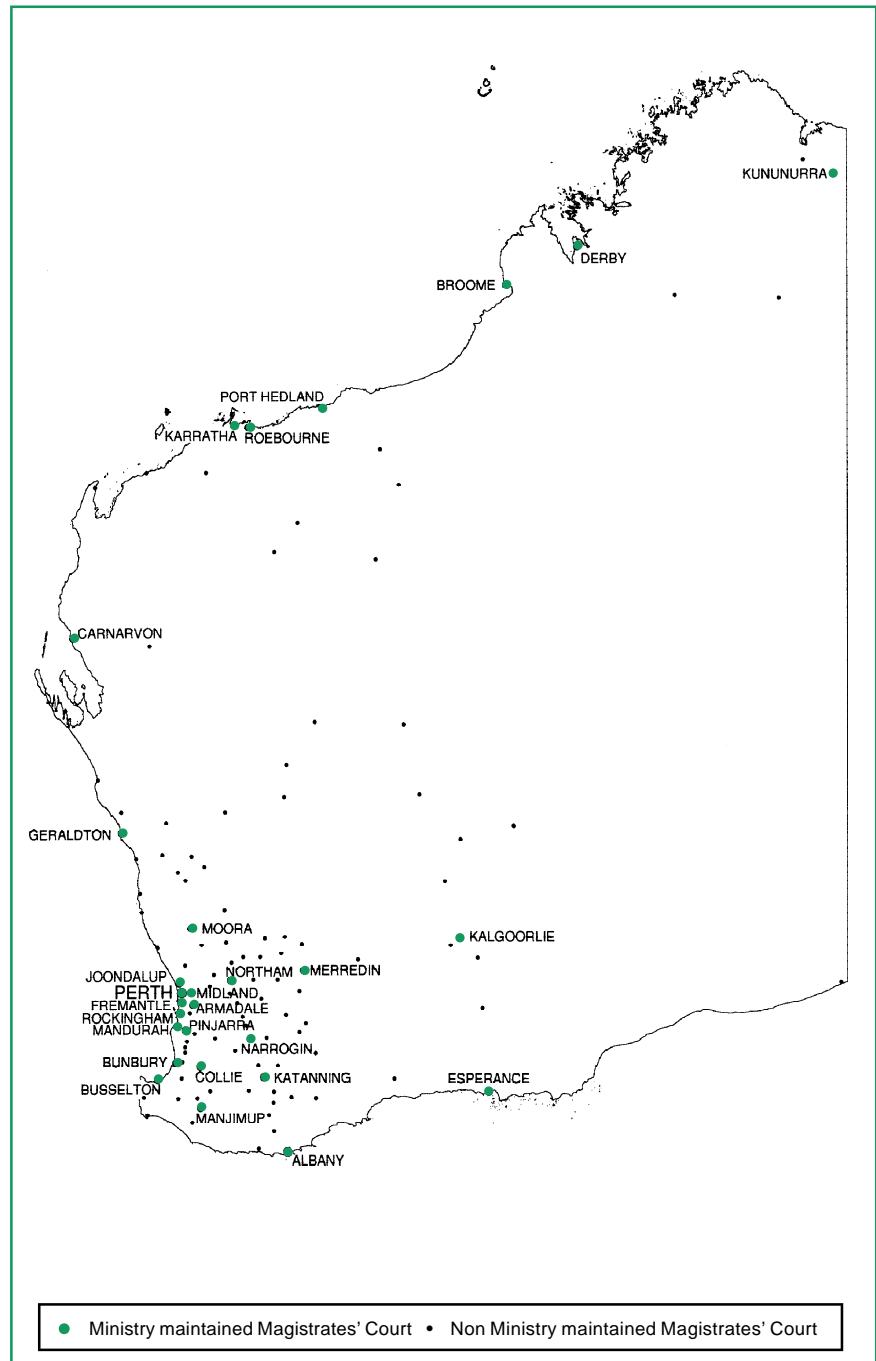 KUNUNURRA
DERBY
BROOME
PORT HEDLAND
KARRATHA
ROEBOURNE
CARNARVON
GERALDTON
MOORA
KALGOORLIE
JOONDALUP
NORTHAM
MERREDIN
PERTH
MIDLAND
FREMANTLE
ARMADALE
ROCKINGHAM
MANDURAH
PINJARRA
NARROGIN
BUNBURY
COLLIE
KATANNING
ESPERANCE
BUSSELTON
MANJIMUP
ALBANY
Ministry maintained Magistrates' Court • Non Ministry maintained Magistrates' Court